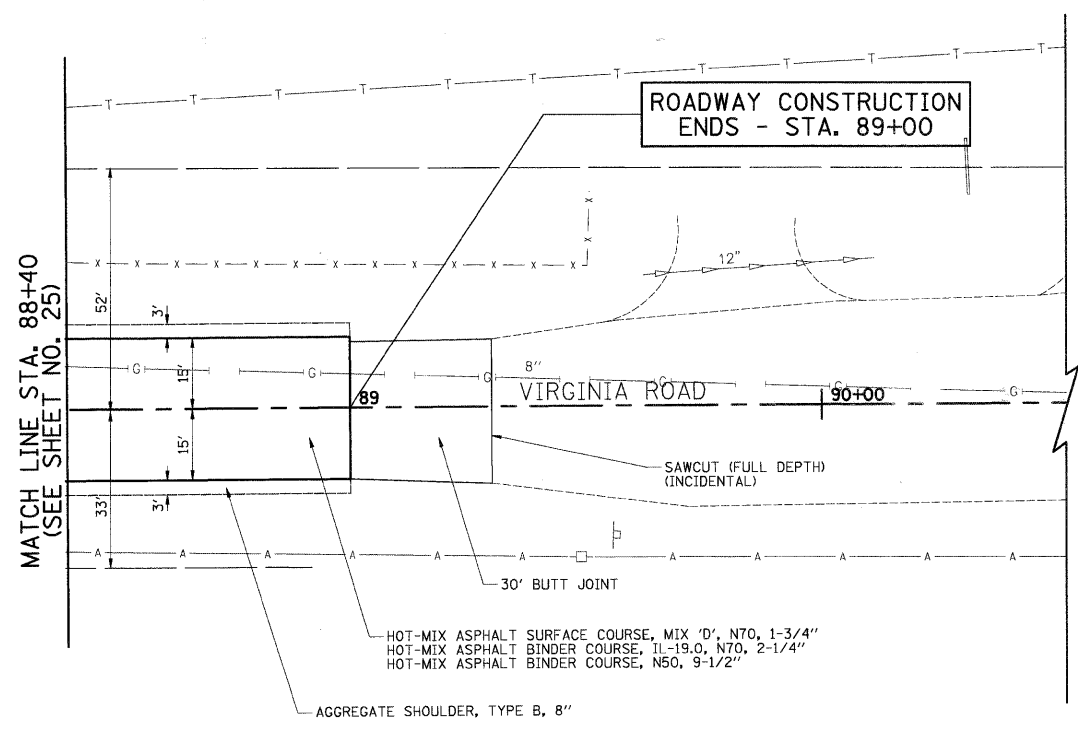 T T T T T T T T T T T T
ROADWAY CONSTRUCTION
ENDS - STA. 89+00
X X
X X X X X X X X X X X X X
12"
MATCH LINE STA. 88+40
(SEE SHEET NO. 25)
52'
3'
15'
G G G G G G
8"
VIRGINIA ROAD
89
90+00
15'
33'
3'
SAWCUT (FULL DEPTH)
(INCIDENTAL)
A A A A A A A A A A A
30' BUTT JOINT
HOT-MIX ASPHALT SURFACE COURSE, MIX 'D', N70, 1-3/4"
HOT-MIX ASPHALT BINDER COURSE, IL-19.0, N70, 2-1/4"
HOT-MIX ASPHALT BINDER COURSE, N50, 9-1/2"
AGGREGATE SHOULDER, TYPE B, 8"